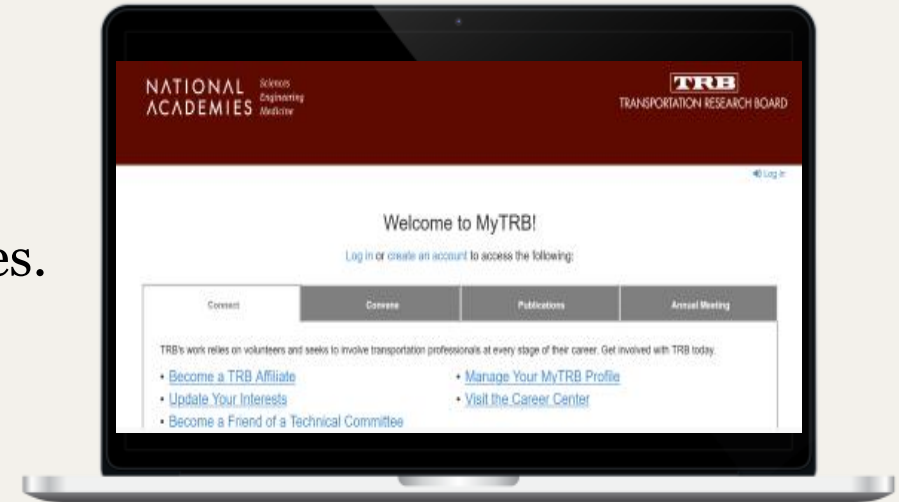 NATIONAL Sciences
ACADEMIES Engineering
Medicine
TRB
TRANSPORTATION RESEARCH BOARD
Log in
Welcome to MyTRB!
Log in or create an account to access the following:
es.
Connect Convene Publications Annual Meeting
TRB's work relies on volunteers and seeks to involve transportation professionals at every stage of their career. Get involved with TRB today.
• Become a TRB Affiliate • Manage Your MyTRB Profile
• Update Your Interests • Visit the Career Center
• Become a Friend of a Technical Committee